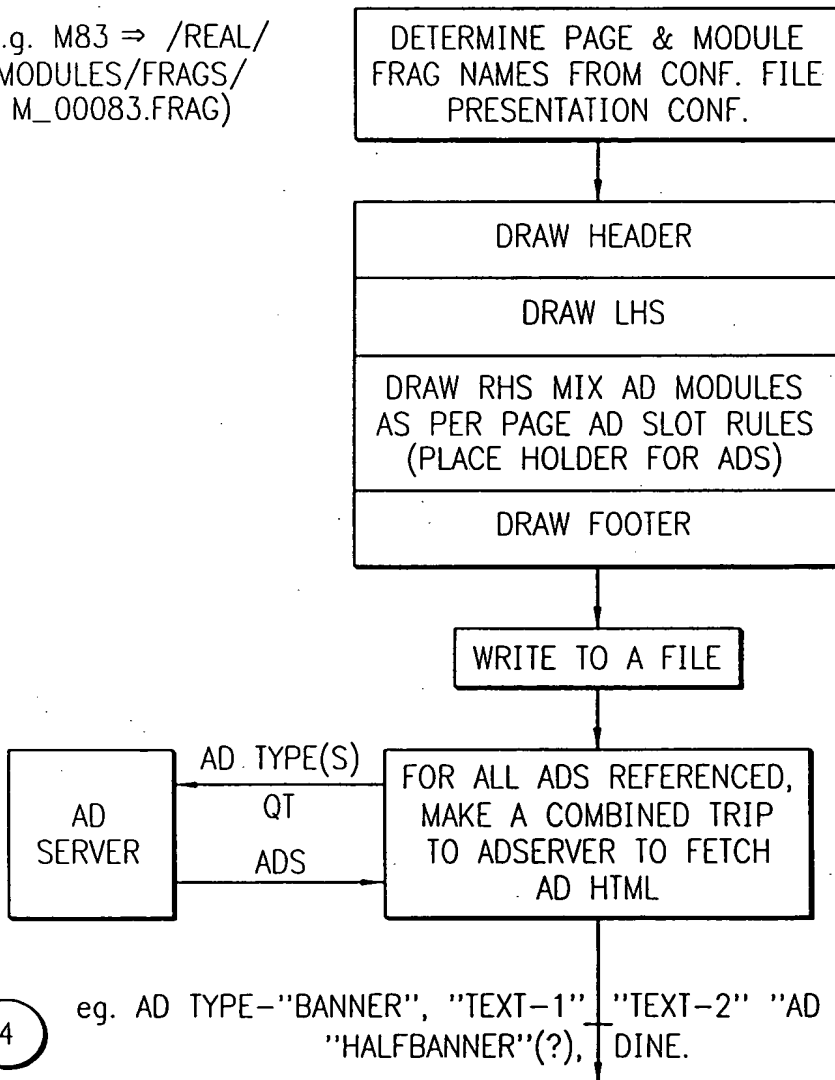 .g. M83 ⇒ /REAL/
MODULES/FRAGS/
M_00083.FRAG)
DETERMINE PAGE & MODULE
FRAG NAMES FROM CONF. FILE
PRESENTATION CONF.
DRAW HEADER
DRAW LHS
DRAW RHS MIX AD MODULES
AS PER PAGE AD SLOT RULES
(PLACE HOLDER FOR ADS)
DRAW FOOTER
WRITE TO A FILE
AD
SERVER
AD TYPE(S)
QT
ADS
FOR ALL ADS REFERENCED,
MAKE A COMBINED TRIP
TO ADSERVER TO FETCH
AD HTML
4
eg. AD TYPE-"BANNER", "TEXT-1" "TEXT-2" "AD
"HALFBANNER"(?), DINE.